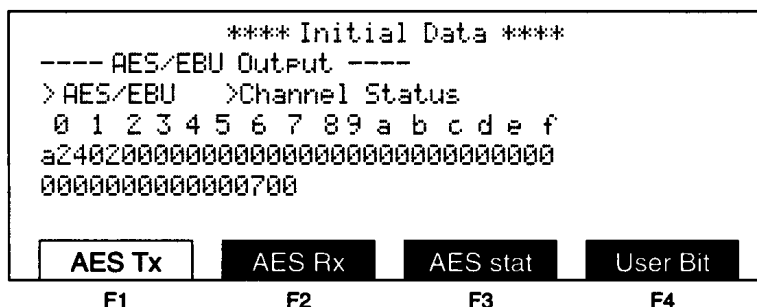 **** Initial Data ****
---- AES/EBU Output ----
>AES/EBU >Channel Status
0 1 2 3 4 5 6 7 8 9 a b c d e f
a2402000000000000000000000000000
0000000000000700
AES Tx AES Rx AES stat User Bit
F1 F2 F3 F4